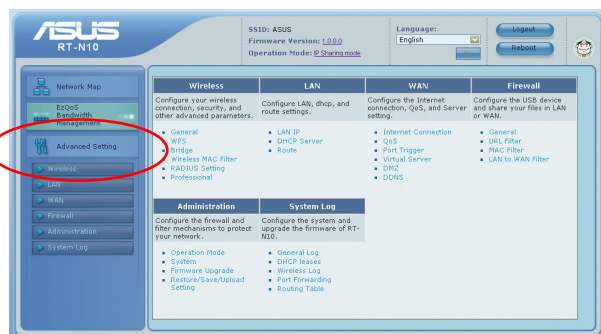 ASUS
RT-N10
SSID: ASUS
Firmware Version: 1.0.0.0
Operation Mode: IP Sharing mode
Language:
English
Logout
Reboot
Network Map
EzQoS
Bandwidth
Management
Advanced Setting
Wireless
LAN
WAN
Firewall
Administration
System Log
Wireless
Configure your wireless
connection, security, and
other advanced parameters.
General
WPS
Bridge
Wireless MAC Filter
RADIUS Setting
Professional
LAN
Configure LAN, dhcp, and
route settings.
LAN IP
DHCP Server
Route
WAN
Configure the Internet
connection, QoS, and Server
setting.
Internet Connection
QoS
Port Trigger
Virtual Server
DMZ
DDNS
Firewall
Configure the USB device
and share your files in LAN
or WAN.
General
URL Filter
MAC Filter
LAN to WAN Filter
Administration
Configure the firewall and
filter mechanisms to protect
your network.
Operation Mode
System
Firmware Upgrade
Restore/Save/Upload
Setting
System Log
Configure the system and
upgrade the firmware of RT-
N10.
General Log
DHCP leases
Wireless Log
Port Forwarding
Routing Table